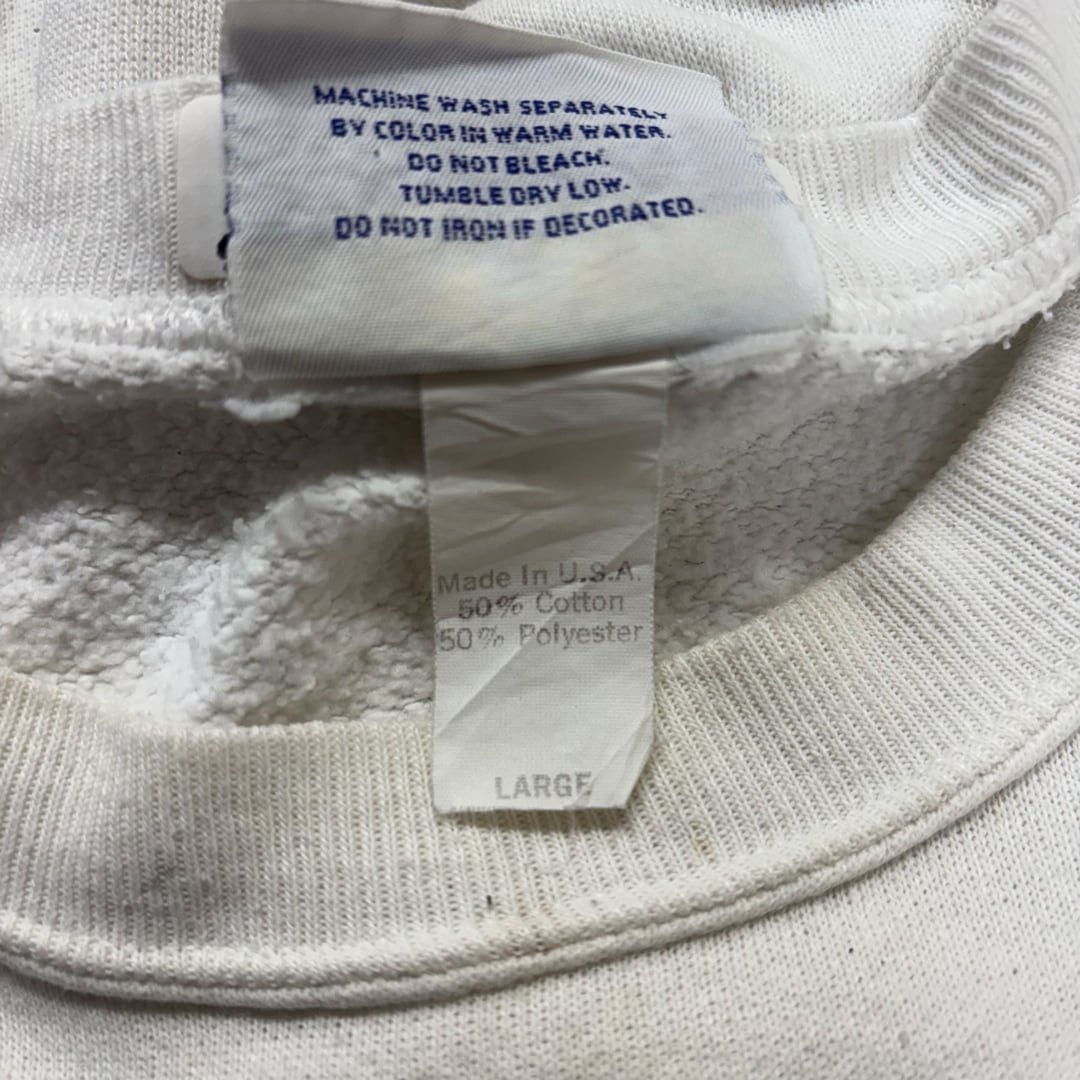 MACHINE WASH SEPARATELY
BY COLOR IN WARM WATER.
DO NOT BLEACH.
TUMBLE DRY LOW.
DO NOT IRON IF DECORATED.
Made In U.S.A.
50% Cotton
50% Polyester
LARGE